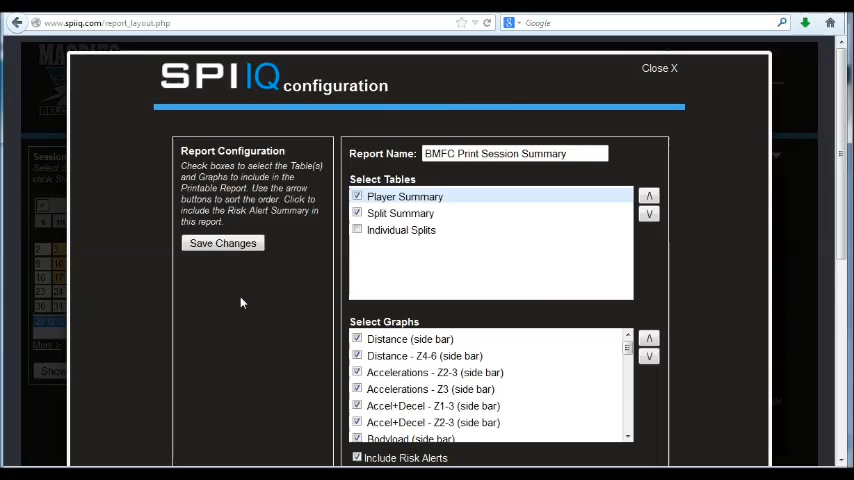 www.spiiq.com/report_layout.php
Google
SPI IQ configuration
Close X
Report Configuration
Check boxes to select the Table(s)
and Graphs to include in the
Printable Report. Use the arrow
buttons to sort the order. Click to
include the Risk Alert Summary in
this report.
Save Changes
Report Name: BMFC Print Session Summary
Select Tables
Player Summary
Split Summary
Individual Splits
Select Graphs
Distance (side bar)
Distance - Z4-6 (side bar)
Accelerations - Z2-3 (side bar)
Accelerations - Z3 (side bar)
Accel+Decel - Z1-3 (side bar)
Accel+Decel - Z2-3 (side bar)
Bodyload (side bar)
Include Risk Alerts